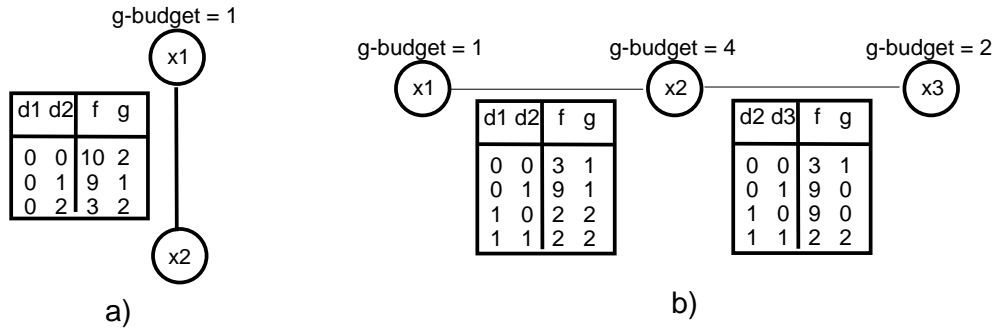 g-budget = 1
x1
d1 d2 f g
0 0 10 2
0 1 9 1
0 2 3 2
x2
a)
g-budget = 1 g-budget = 4 g-budget = 2
x1 x2 x3
d1 d2 f g
0 0 3 1
0 1 9 1
1 0 2 2
1 1 2 2
d2 d3 f g
0 0 3 1
0 1 9 0
1 0 9 0
1 1 2 2
b)